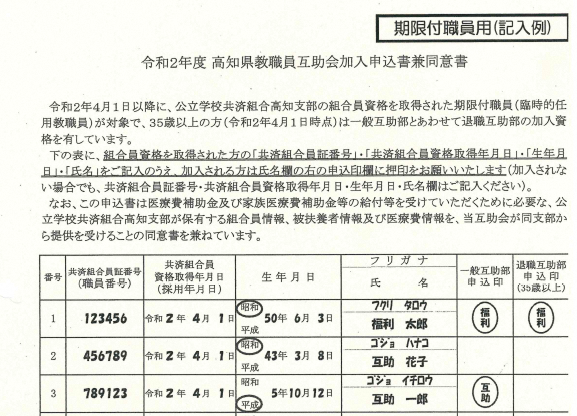 期限付職員用(記入例)
令和2年度 高知県教職員互助会加入申込書兼同意書
令和2年4月1日以降に、公立学校共済組合高知支部の組合員資格を取得された期限付職員(臨時的任
用教職員)が対象で、35歳以上の方(令和2年4月1日時点)は一般互助部とあわせて退職互助部の加入資
格を有しています。
下の表に、組合員資格を取得された方の「共済組合員証番号」・「共済組合員資格取得年月日」・「生年月
日」・「氏名」をご記入のうえ、加入される方は氏名欄の右の申込印欄に押印をお願いいたします(加入されな
い場合でも、共済組合員証番号・共済組合員資格取得年月日・生年月日・氏名欄はご記入ください)。
なお、この申込書は医療費補助金及び家族医療費補助金等の給付等を受けていただくために必要な、公
立学校共済組合高知支部が保有する組合員情報、被扶養者情報及び医療費情報を、当互助会が同支部か
ら提供を受けることの同意書を兼ねています。
番号 共済組合員証番号 (職員番号) 共済組合員 資格取得年月日 (採用年月日) 生年月日 フリガナ 氏名 一般互助部 申込印 退職互助部 申込印 (35歳以上)
1 123456 令和 2 年 4 月 1 日 昭和 平成 50年 6月 3日 フクリ タロウ 福利 太郎 福利 福利
2 456789 令和 2 年 4 月 1 日 昭和 平成 43年 3月 8日 ゴジョ ハナコ 互助 花子
3 789123 令和 2 年 4 月 1 日 昭和 平成 5年10月12日 ゴジョ イチロウ 互助 一郎 互助